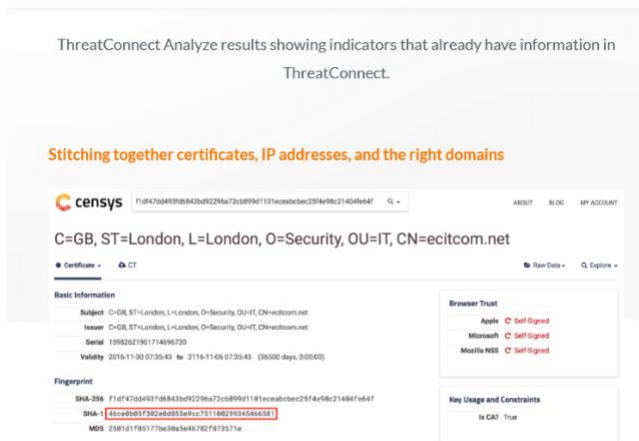 ThreatConnect Analyze results showing indicators that already have information in
ThreatConnect.
Stitching together certificates, IP addresses, and the right domains
censys
ABOUT BLOG MY ACCOUNT
C=GB, ST=London, L=London, O=Security, OU=IT, CN=ecitcom.net
Certificate CT Raw Data Explore
Basic Information
Subject C=GB, ST=London, L=London, O=Security, OU=IT, CN=ecitcom.net
Issuer C=GB, ST=London, L=London, O=Security, OU=IT, CN=ecitcom.net
Serial 15982621901714696730
Validity 2016-11-30 07:35:43 to 2116-11-06 07:35:43 (36500 days, 0:00:00)
Browser Trust
Apple Self-Signed
Microsoft Self-Signed
Mozilla NSS Self-Signed
Fingerprint
SHA-256
SHA-1
MD5
Key Usage and Constraints
Is CA? True